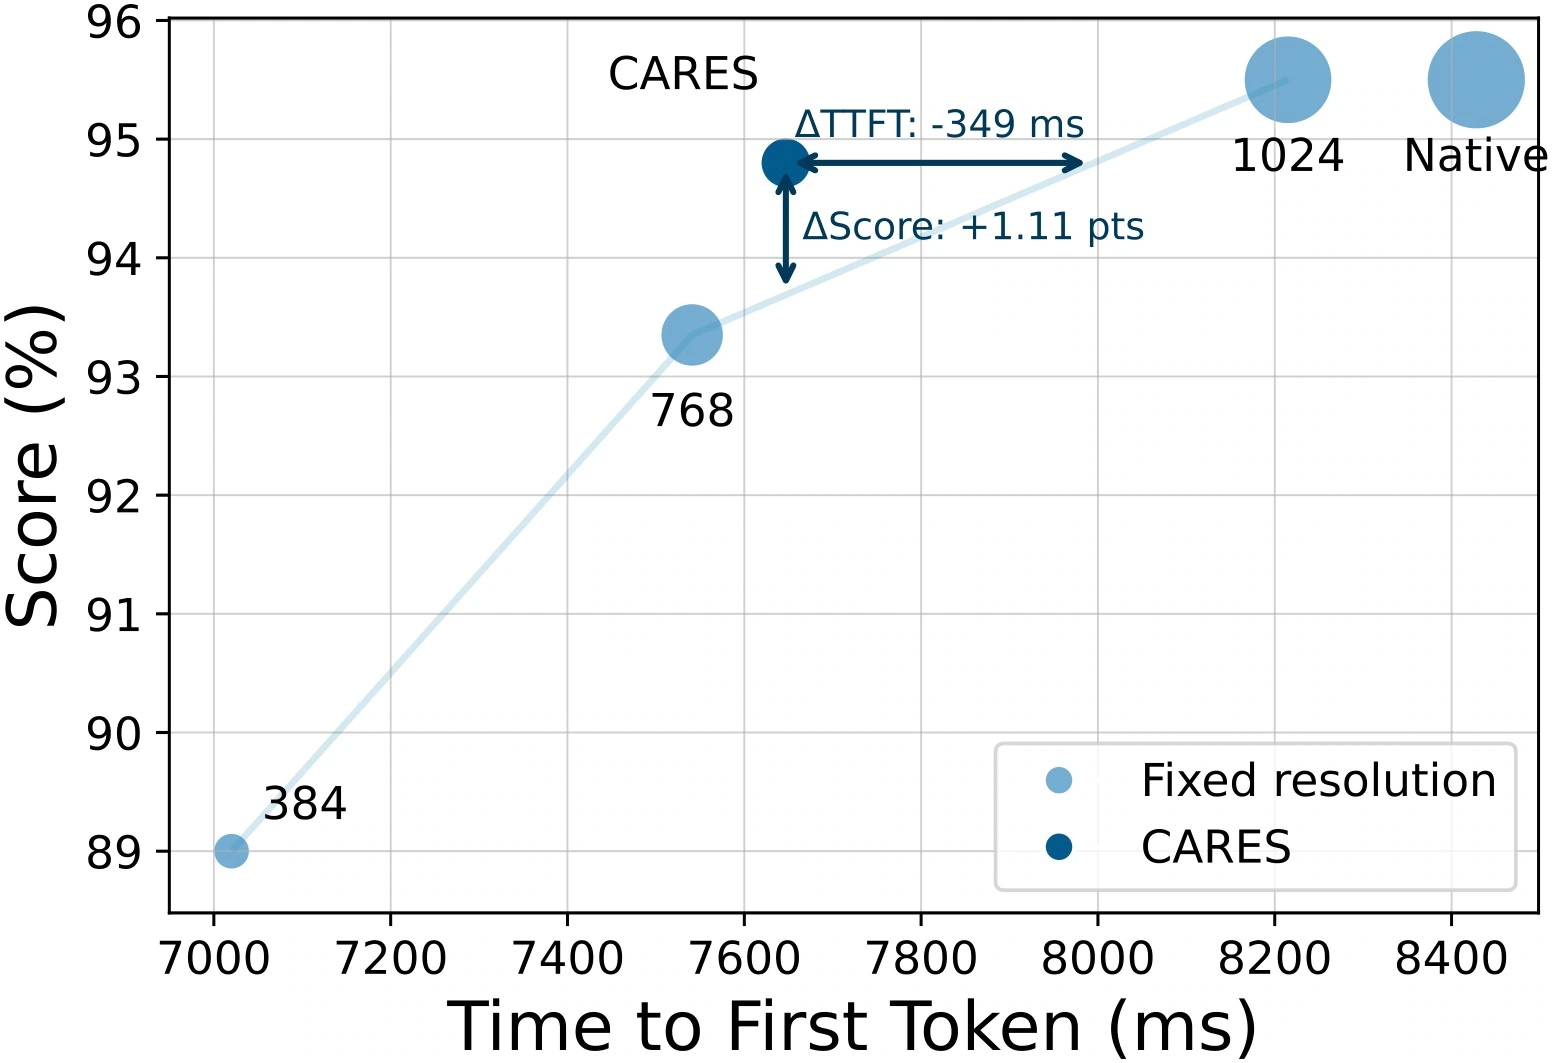 96
CARES
ΔTTFT: -349 ms
95
1024
Native
ΔScore: +1.11 pts
94
93
768
92
91
90
384
89
Score (%)
Fixed resolution
CARES
7000 7200 7400 7600 7800 8000 8200 8400
Time to First Token (ms)